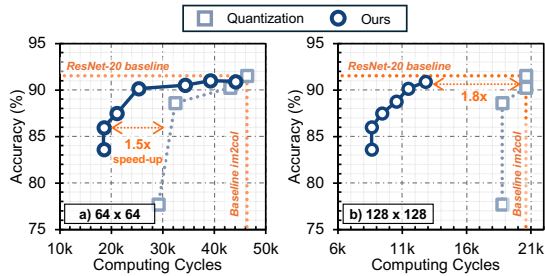 Quantization Ours
95
90
85
80
75
Accuracy (%)
ResNet-20 baseline
1.5x
speed-up
Baseline im2col
a) 64 x 64
10k 20k 30k 40k 50k
Computing Cycles
95
90
85
80
75
Accuracy (%)
ResNet-20 baseline
1.8x
Baseline im2col
b) 128 x 128
6k 11k 16k 21k
Computing Cycles